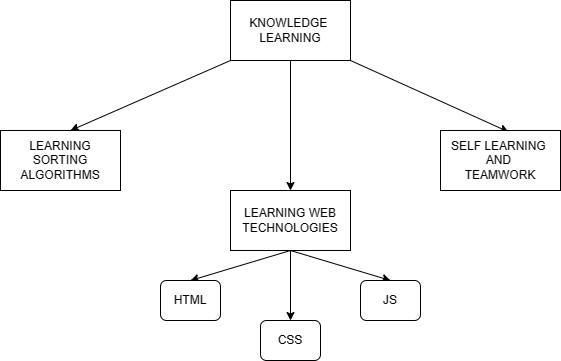 KNOWLEDGE
LEARNING
LEARNING
SORTING
ALGORITHMS
SELF LEARNING
AND
TEAMWORK
LEARNING WEB
TECHNOLOGIES
HTML
JS
CSS